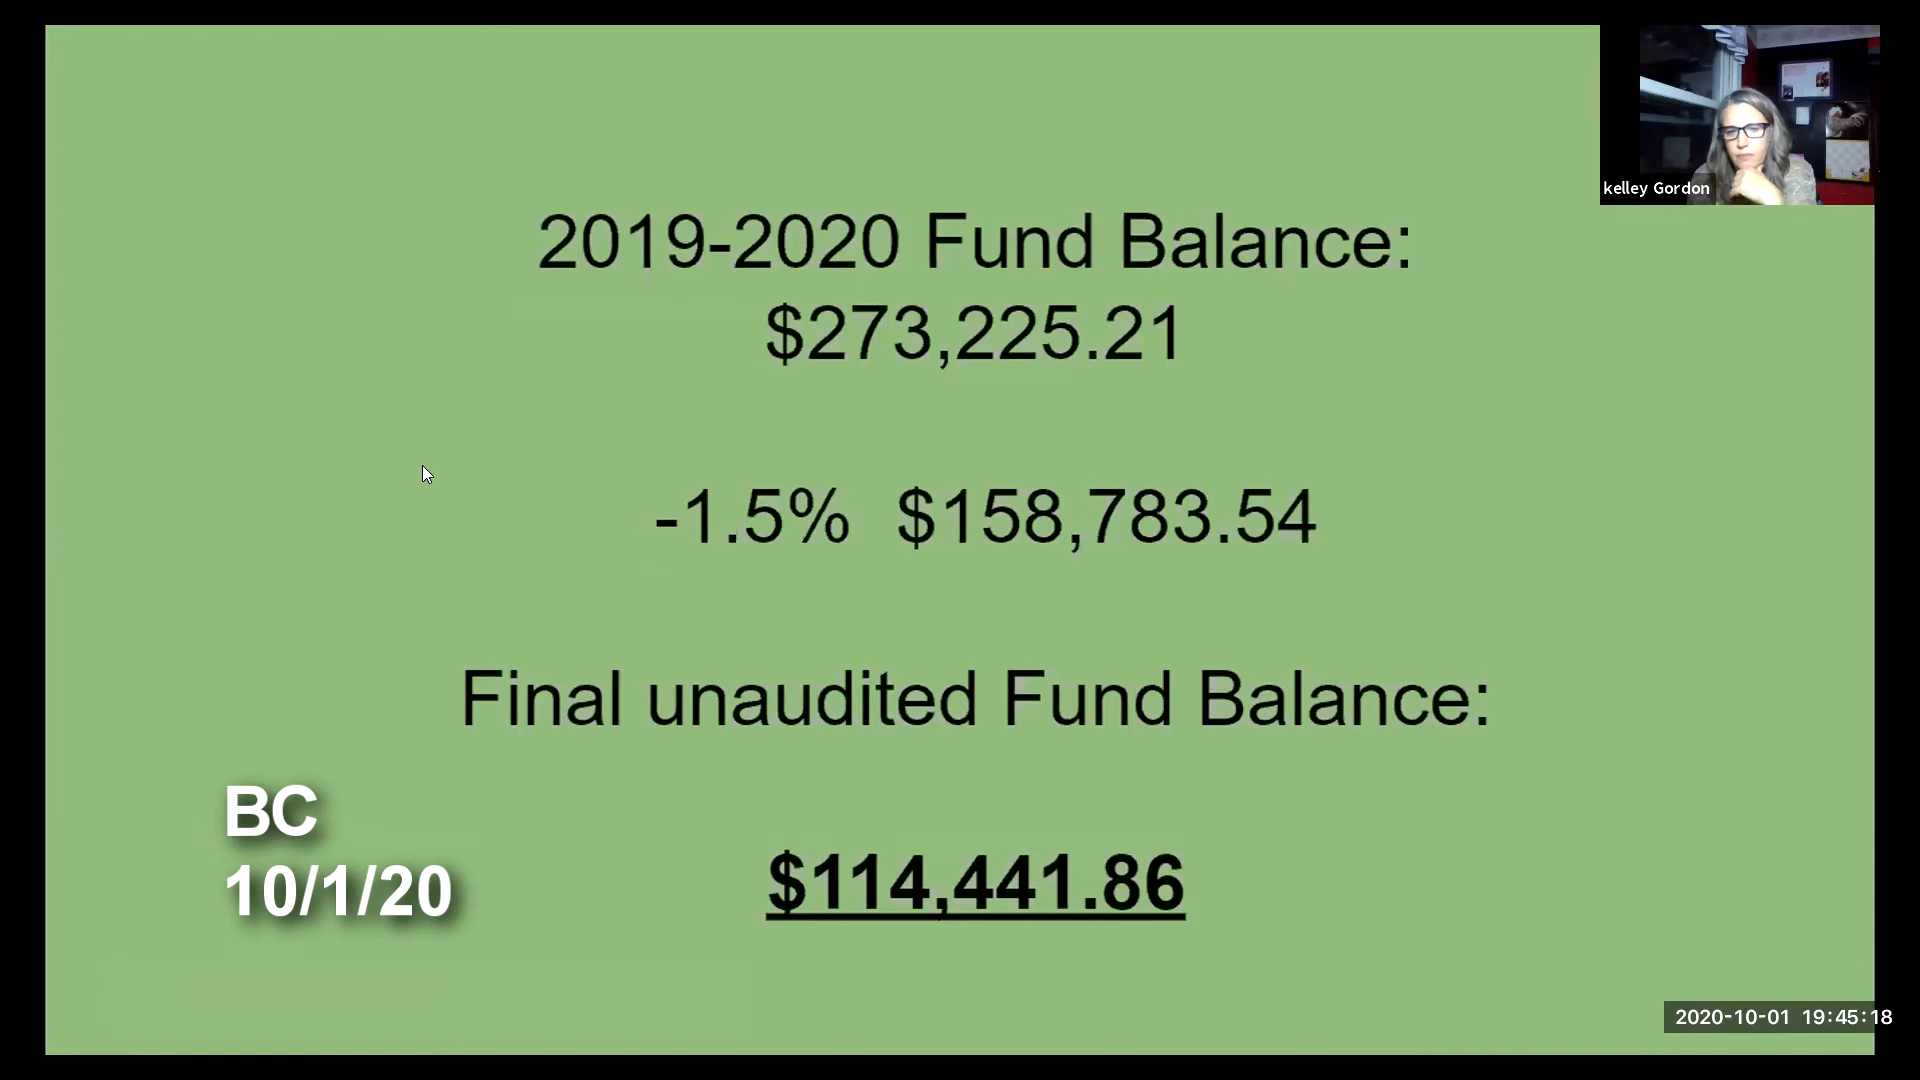 kelley Gordon
2019-2020 Fund Balance:
$273,225.21
-1.5% $158,783.54
Final unaudited Fund Balance:
$114,441.86
BC
10/1/20
2020-10-01 19:45:18